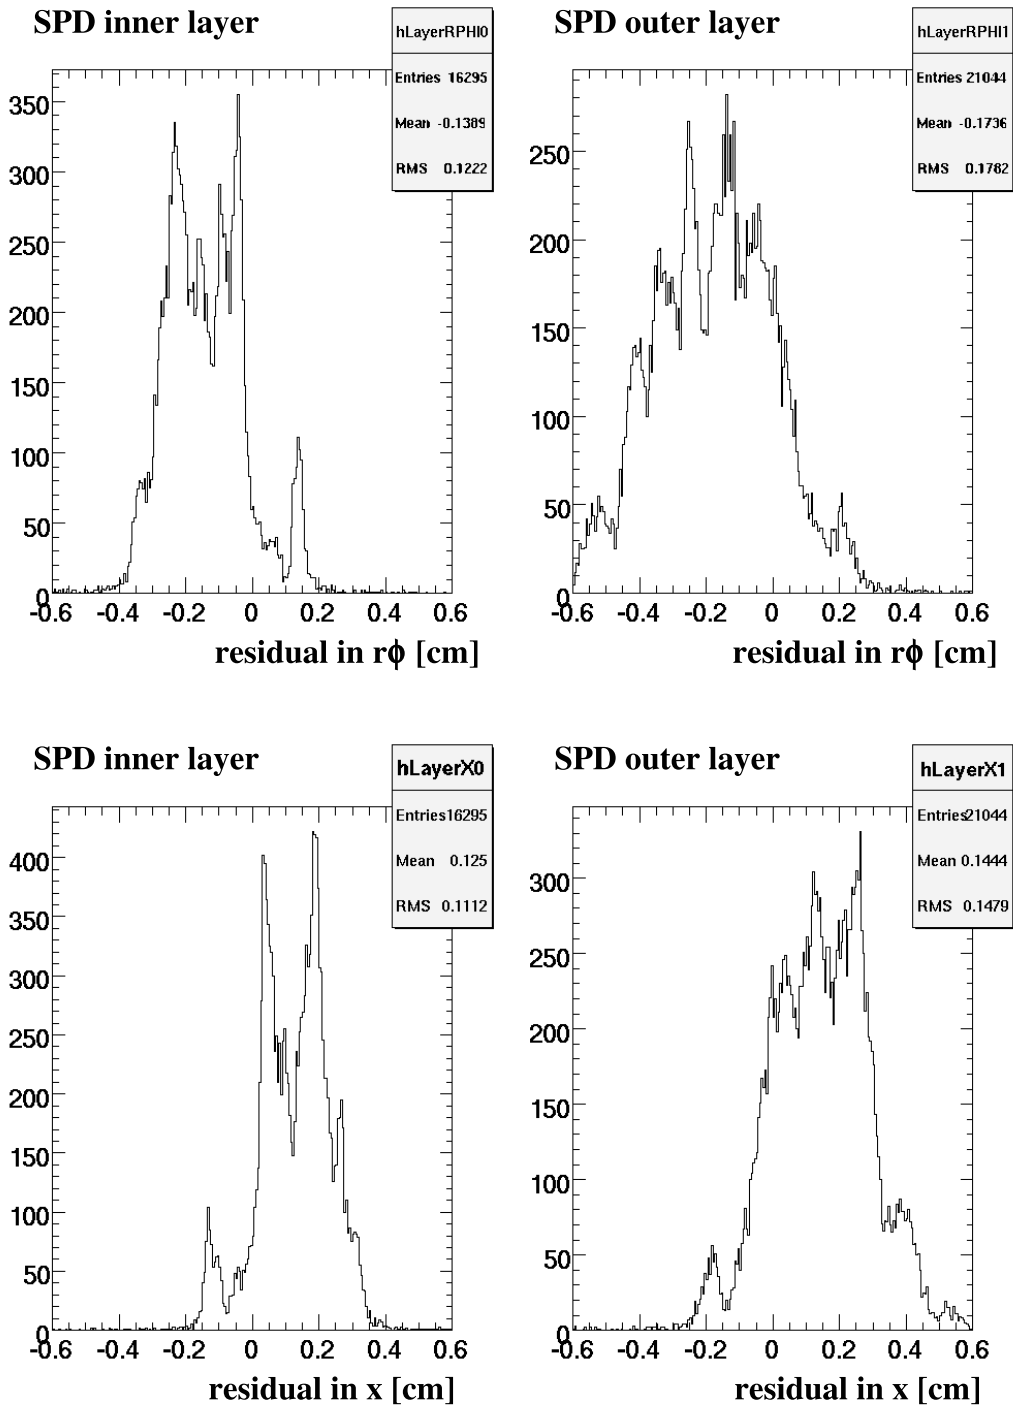 SPD inner layer
hLayerRPHI0
Entries 16295
Mean -0.1389
RMS 0.1222
350
300
250
200
150
100
50
0
-0.6 -0.4 -0.2 0 0.2 0.4 0.6
residual in rϕ [cm]
SPD outer layer
hLayerRPHI1
Entries 21044
Mean -0.1736
RMS 0.1782
250
200
150
100
50
0
-0.6 -0.4 -0.2 0 0.2 0.4 0.6
residual in rϕ [cm]
SPD inner layer
hLayerX0
Entries16295
Mean 0.125
RMS 0.1112
400
350
300
250
200
150
100
50
0
-0.6 -0.4 -0.2 0 0.2 0.4 0.6
residual in x [cm]
SPD outer layer
hLayerX1
Entries21044
Mean 0.1444
RMS 0.1479
300
250
200
150
100
50
0
-0.6 -0.4 -0.2 0 0.2 0.4 0.6
residual in x [cm]